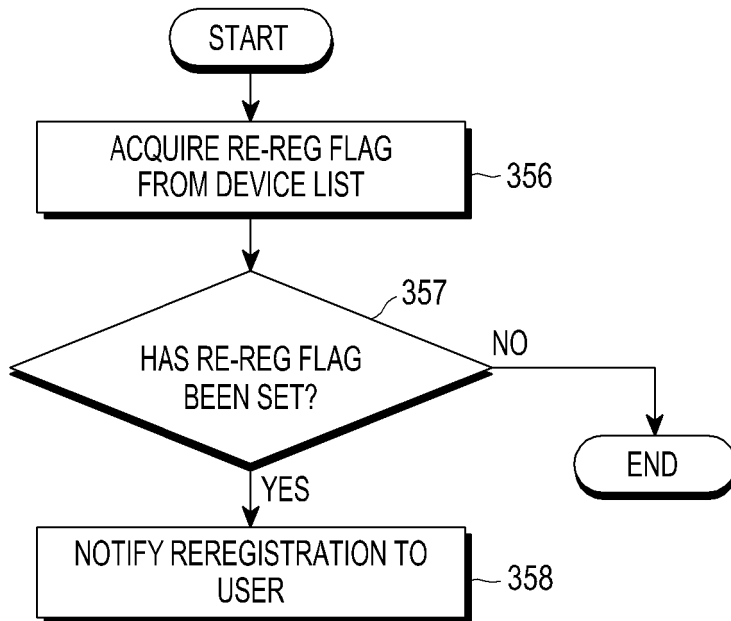 START
ACQUIRE RE-REG FLAG
FROM DEVICE LIST
356
357
HAS RE-REG FLAG
BEEN SET?
NO
END
YES
NOTIFY REREGISTRATION TO
USER
358